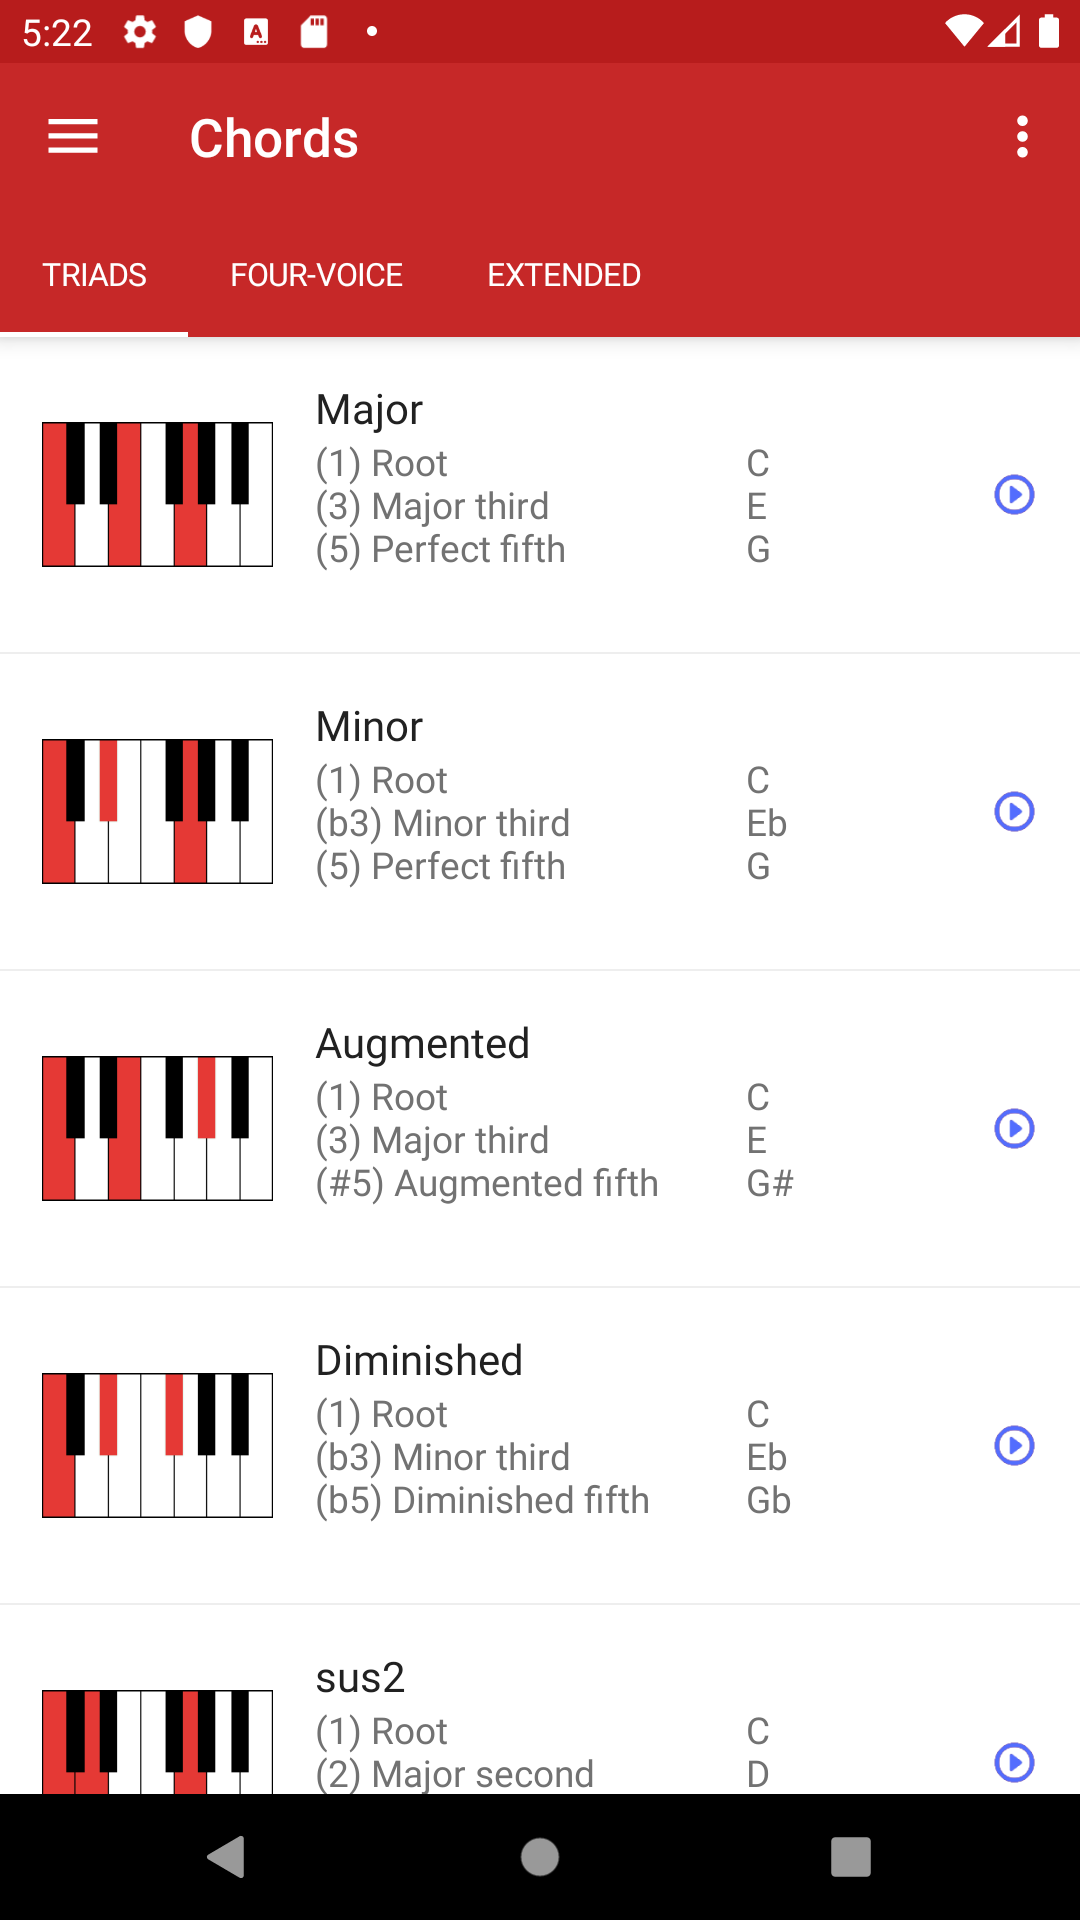 5:22
Chords
TRIADS FOUR-VOICE EXTENDED
Major
(1) Root C
(3) Major third E
(5) Perfect fifth G
Minor
(1) Root C
(b3) Minor third Eb
(5) Perfect fifth G
Augmented
(1) Root C
(3) Major third E
(#5) Augmented fifth G#
Diminished
(1) Root C
(b3) Minor third Eb
(b5) Diminished fifth Gb
sus2
(1) Root C
(2) Major second D